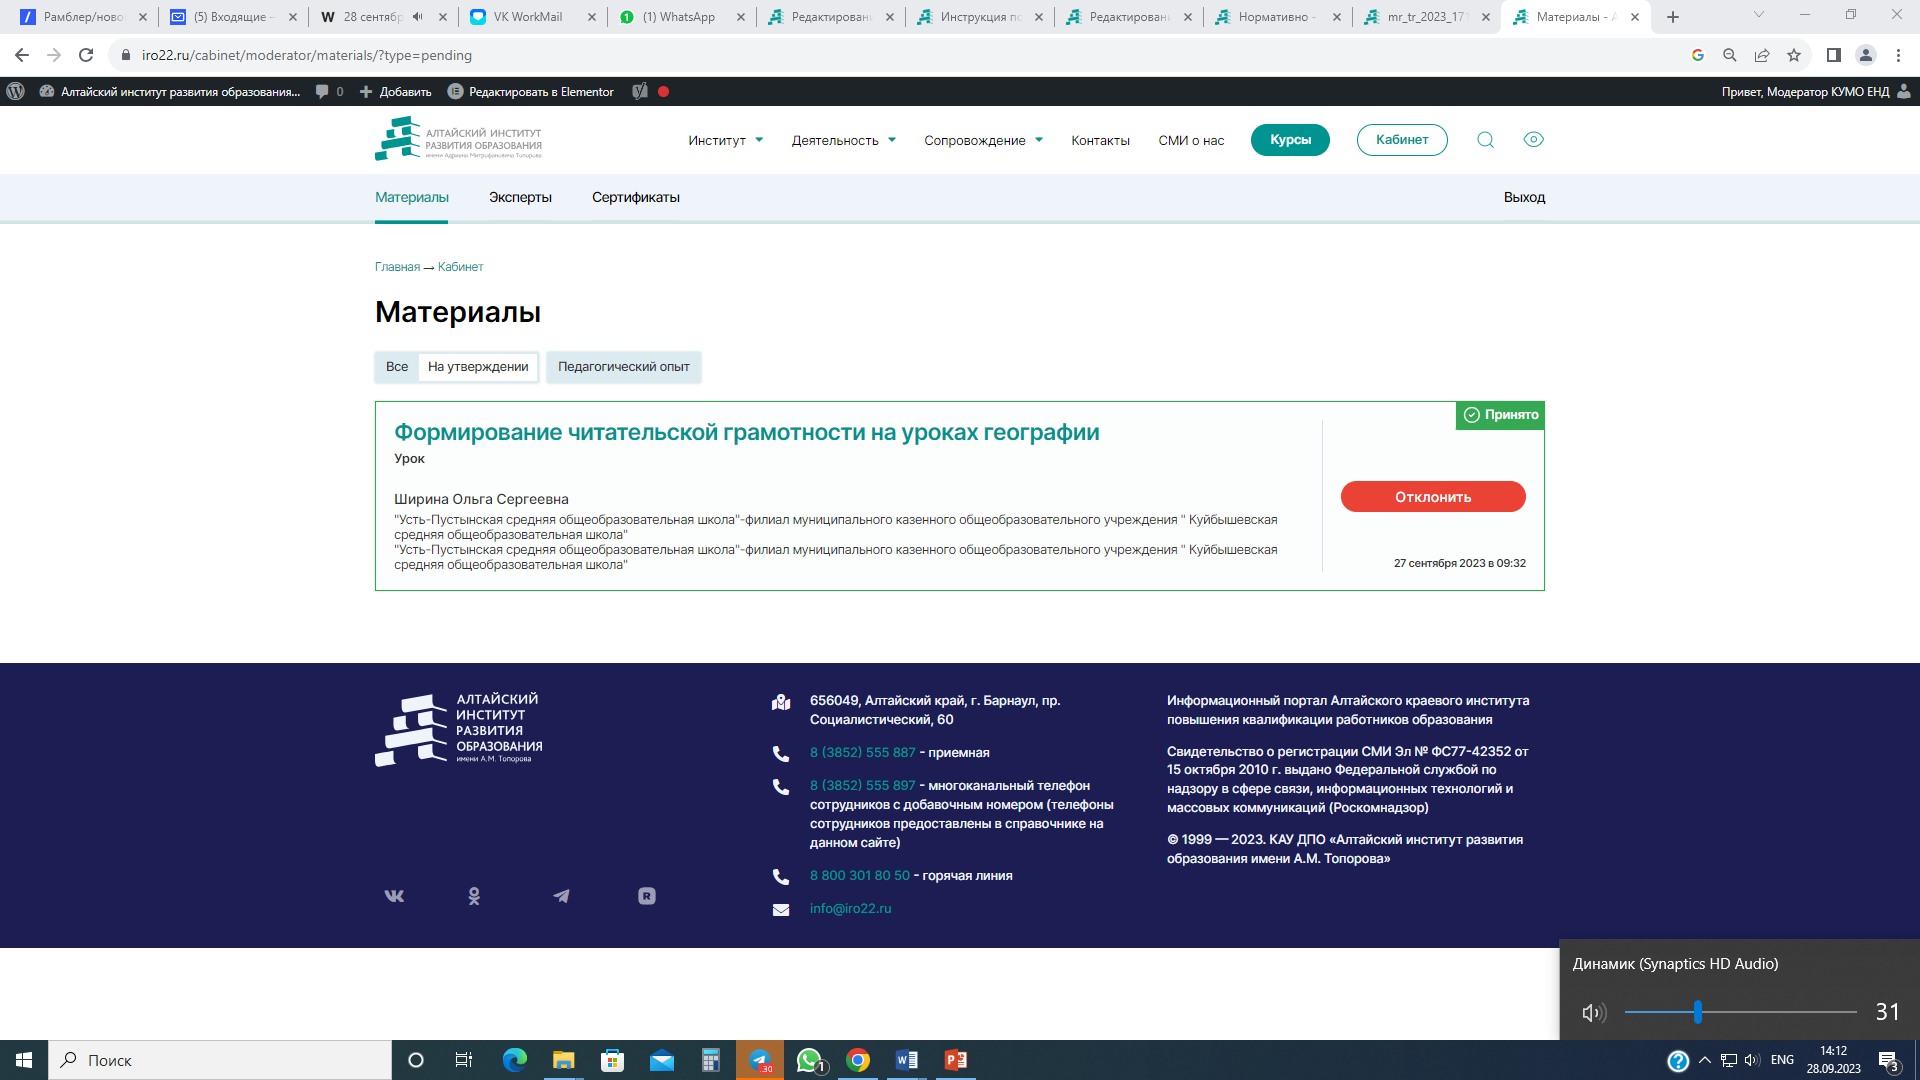 Рамблер/ново
(5) Входящие –
28 сентябр
VK WorkMail
(1) WhatsApp
Редактирован
Инструкция по
Редактирован
Нормативно -
mr_tr_2023_171
Материалы - А
iro22.ru/cabinet/moderator/materials/?type=pending
Алтайский институт развития образования...
0
Добавить
Редактировать в Elementor
Привет, Модератор КУМО ЕНД
АЛТАЙСКИЙ ИНСТИТУТ
РАЗВИТИЯ ОБРАЗОВАНИЯ
имени Адриана Митрофановича Топорова
Институт
Деятельность
Сопровождение
Контакты
СМИ о нас
Курсы
Кабинет
Материалы
Эксперты
Сертификаты
Выход
Главная → Кабинет
Материалы
Все
На утверждении
Педагогический опыт
Принято
Формирование читательской грамотности на уроках географии
Урок
Ширина Ольга Сергеевна
"Усть-Пустынская средняя общеобразовательная школа"-филиал муниципального казенного общеобразовательного учреждения " Куйбышевская
средняя общеобразовательная школа"
"Усть-Пустынская средняя общеобразовательная школа"-филиал муниципального казенного общеобразовательного учреждения " Куйбышевская
средняя общеобразовательная школа"
Отклонить
27 сентября 2023 в 09:32
АЛТАЙСКИЙ
ИНСТИТУТ
РАЗВИТИЯ
ОБРАЗОВАНИЯ
имени А.М. Топорова
656049, Алтайский край, г. Барнаул, пр.
Социалистический, 60
8 (3852) 555 887 - приемная
8 (3852) 555 897 - многоканальный телефон
сотрудников с добавочным номером (телефоны
сотрудников предоставлены в справочнике на
данном сайте)
8 800 301 80 50 - горячая линия
info@iro22.ru
Информационный портал Алтайского краевого института
повышения квалификации работников образования
Свидетельство о регистрации СМИ Эл № ФС77-42352 от
15 октября 2010 г. выдано Федеральной службой по
надзору в сфере связи, информационных технологий и
массовых коммуникаций (Роскомнадзор)
© 1999 — 2023. КАУ ДПО «Алтайский институт развития
образования имени А.М. Топорова»
Динамик (Synaptics HD Audio)
31
Поиск
.30
1
ENG
14:12
28.09.2023
3